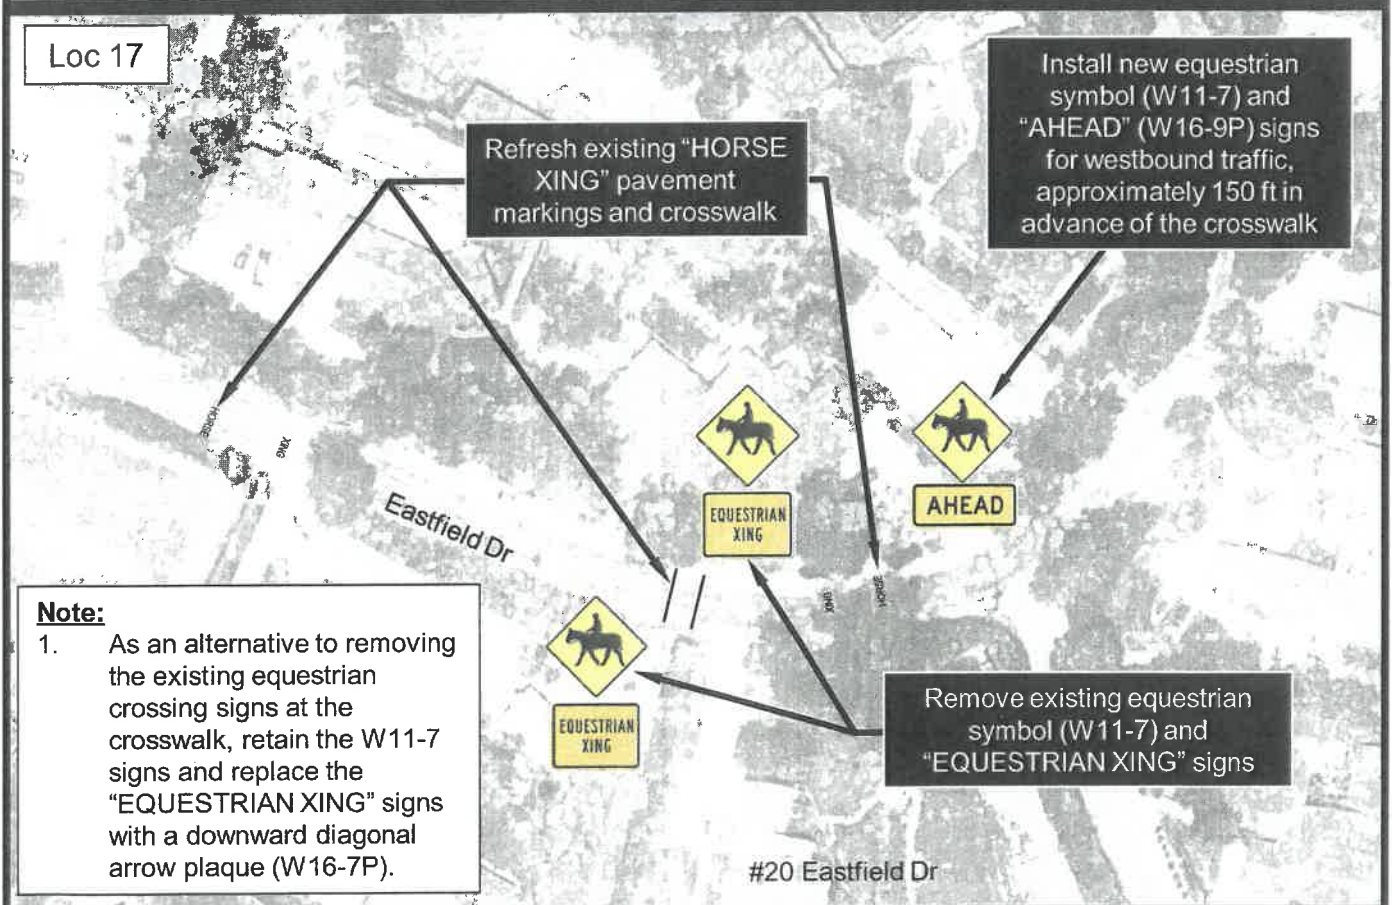 Loc 17
Install new equestrian
symbol (W11-7) and
“AHEAD” (W16-9P) signs
for westbound traffic,
approximately 150 ft in
advance of the crosswalk
Refresh existing “HORSE
XING” pavement
markings and crosswalk
HORSE
XING
Eastfield Dr
EQUESTRIAN
XING
AHEAD
XING
HORSE
EQUESTRIAN
XING
Note:
1. As an alternative to removing
the existing equestrian
crossing signs at the
crosswalk, retain the W11-7
signs and replace the
“EQUESTRIAN XING” signs
with a downward diagonal
arrow plaque (W16-7P).
Remove existing equestrian
symbol (W11-7) and
“EQUESTRIAN XING” signs
#20 Eastfield Dr